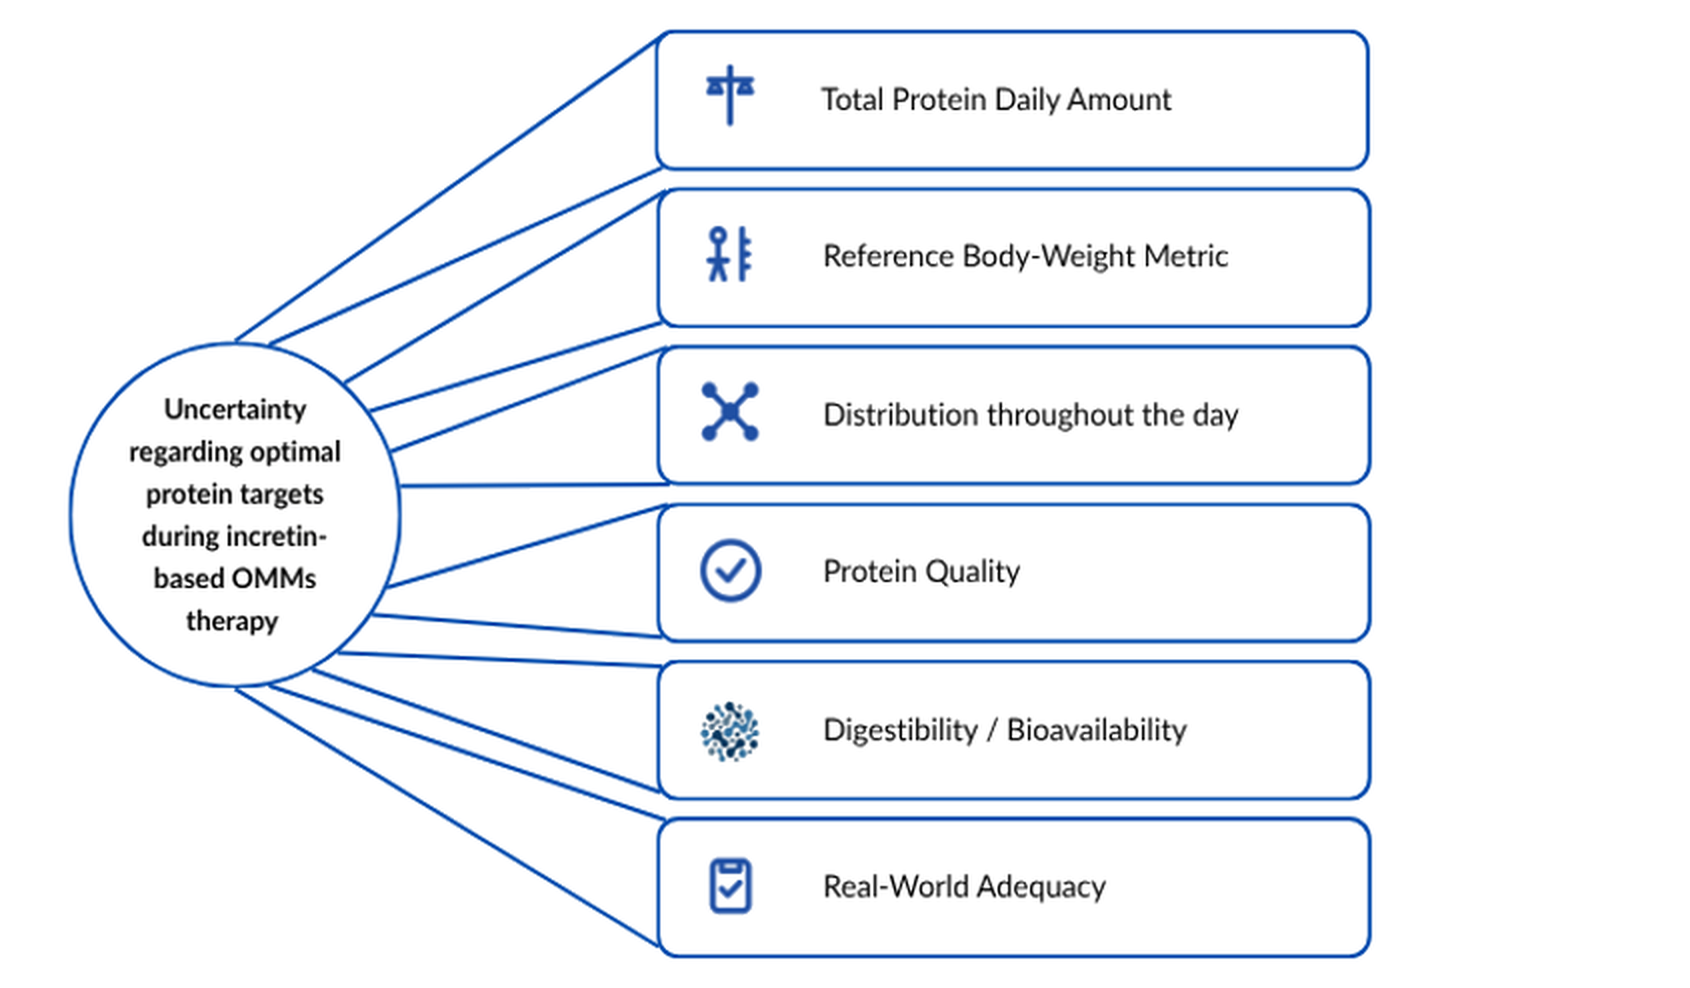 Total Protein Daily Amount
Reference Body-Weight Metric
Uncertainty
regarding optimal
protein targets
during incretin-
based OMMs
therapy
Distribution throughout the day
Protein Quality
Digestibility / Bioavailability
Real-World Adequacy